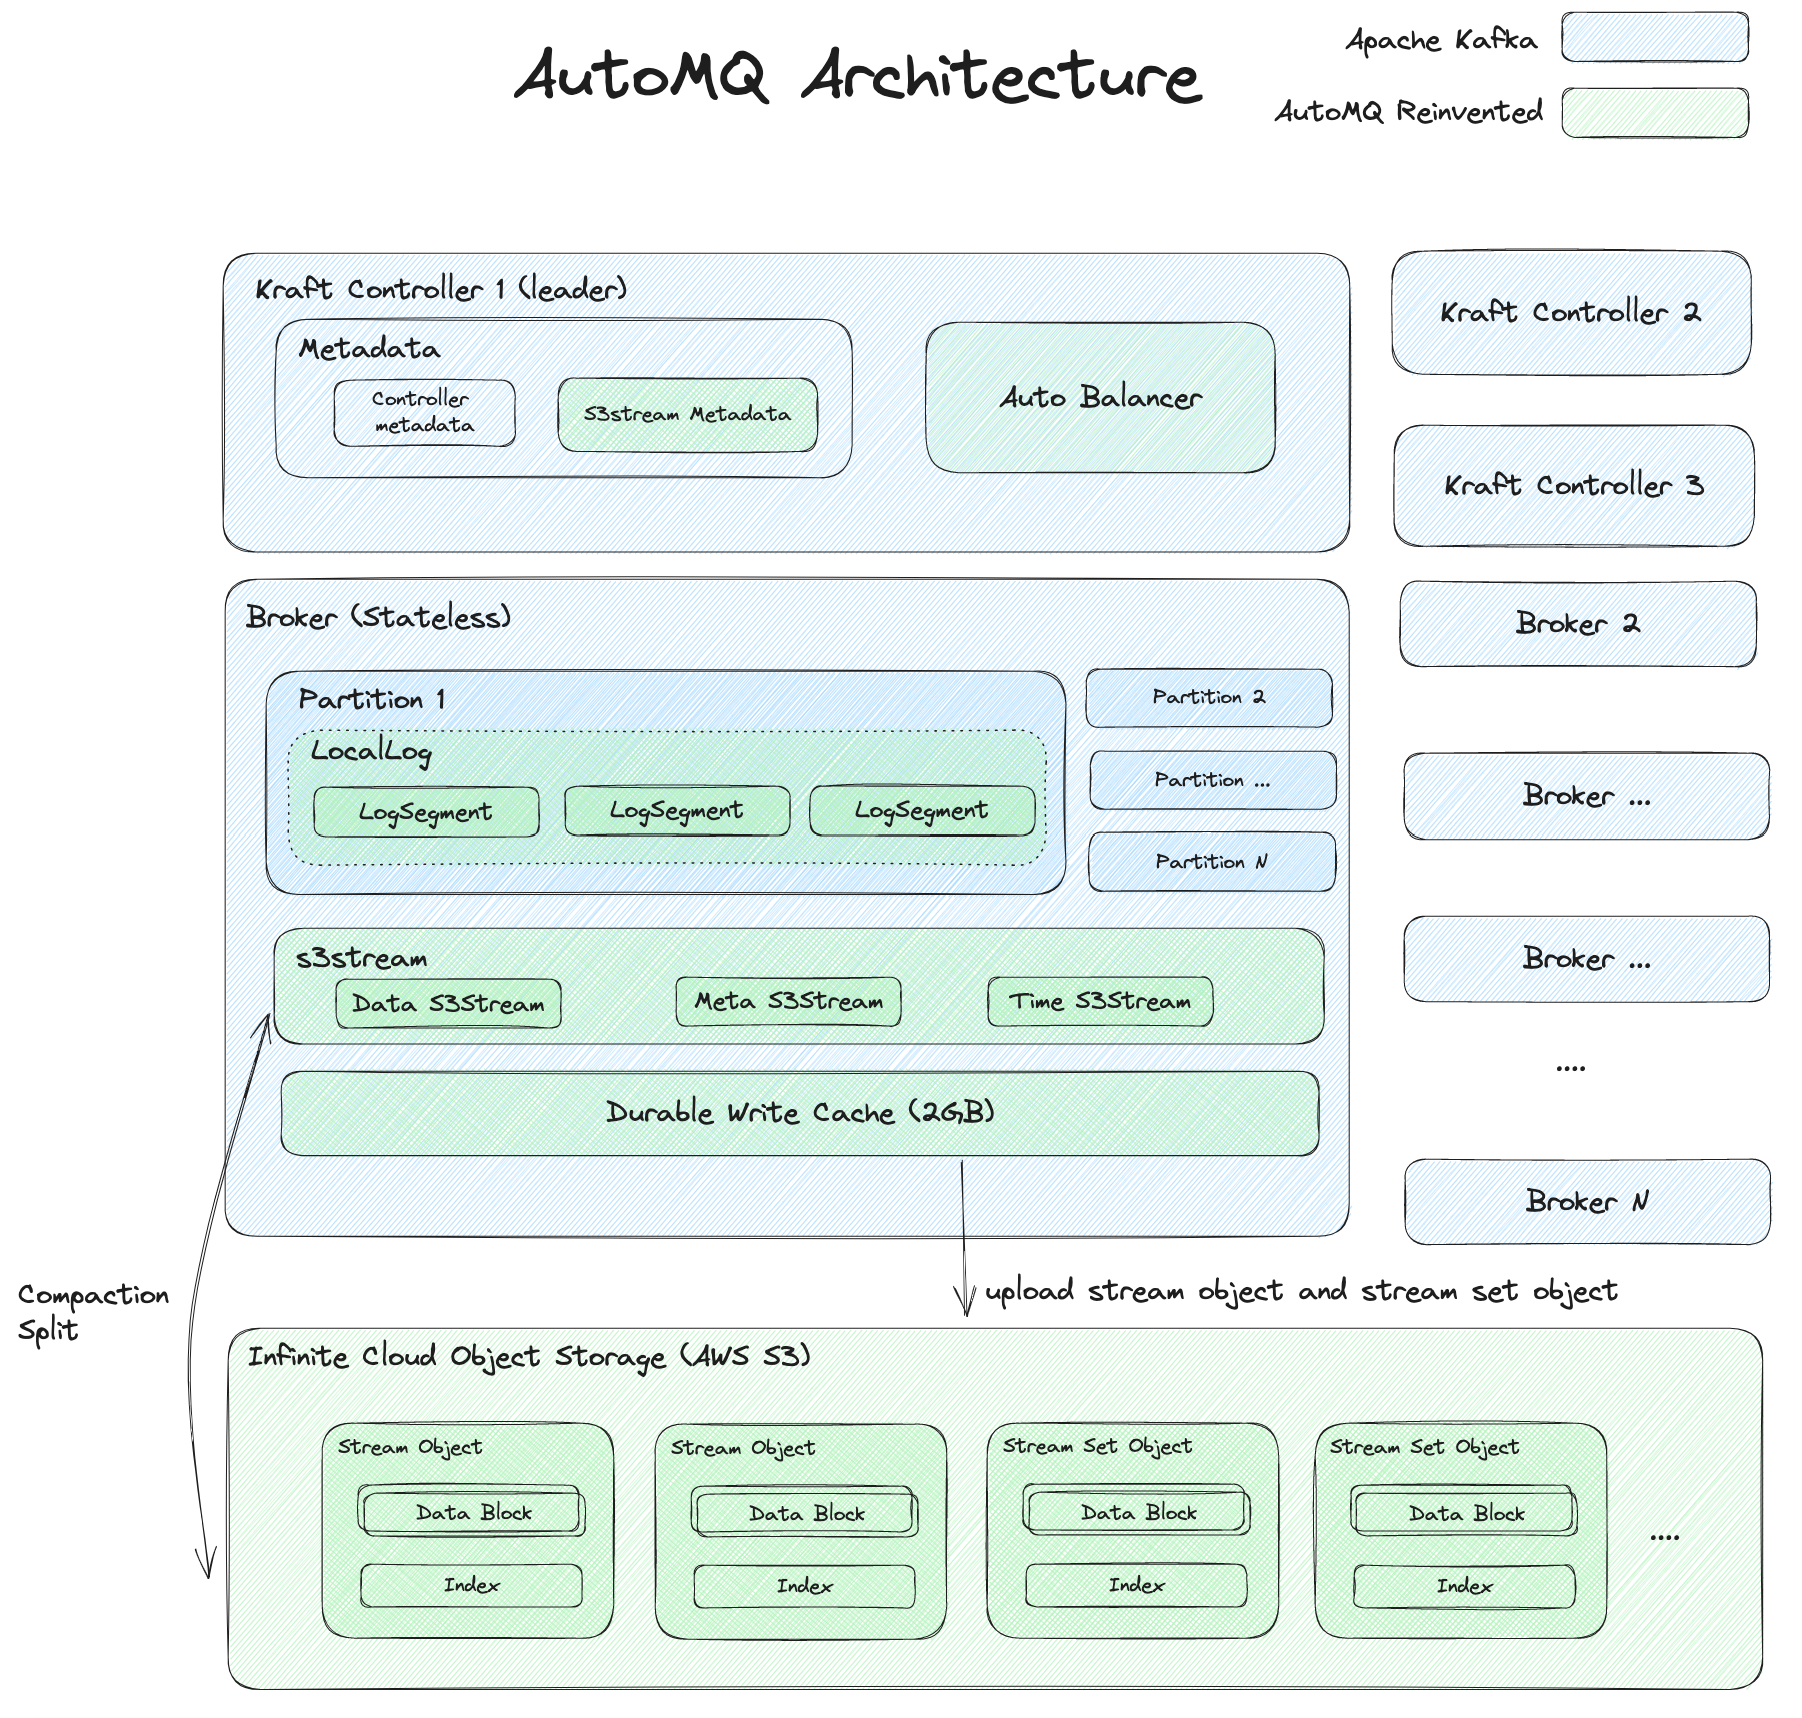 AutoMQ Architecture
Apache Kafka
AutoMQ Reinvented
Kraft Controller 1 (leader)
Metadata
Controller
metadata
S3stream Metadata
Auto Balancer
Kraft Controller 2
Kraft Controller 3
Broker (Stateless)
Partition 1
LocalLog
LogSegment
LogSegment
LogSegment
Partition 2
Partition ...
Partition N
s3stream
Data S3Stream
Meta S3Stream
Time S3Stream
Durable Write Cache (2GB)
Broker 2
Broker ...
Broker ...
....
Broker N
Compaction
Split
upload stream object and stream set object
Infinite Cloud Object Storage (AWS S3)
Stream Object
Data Block
Index
Stream Object
Data Block
Index
Stream Set Object
Data Block
Index
Stream Set Object
Data Block
Index
....